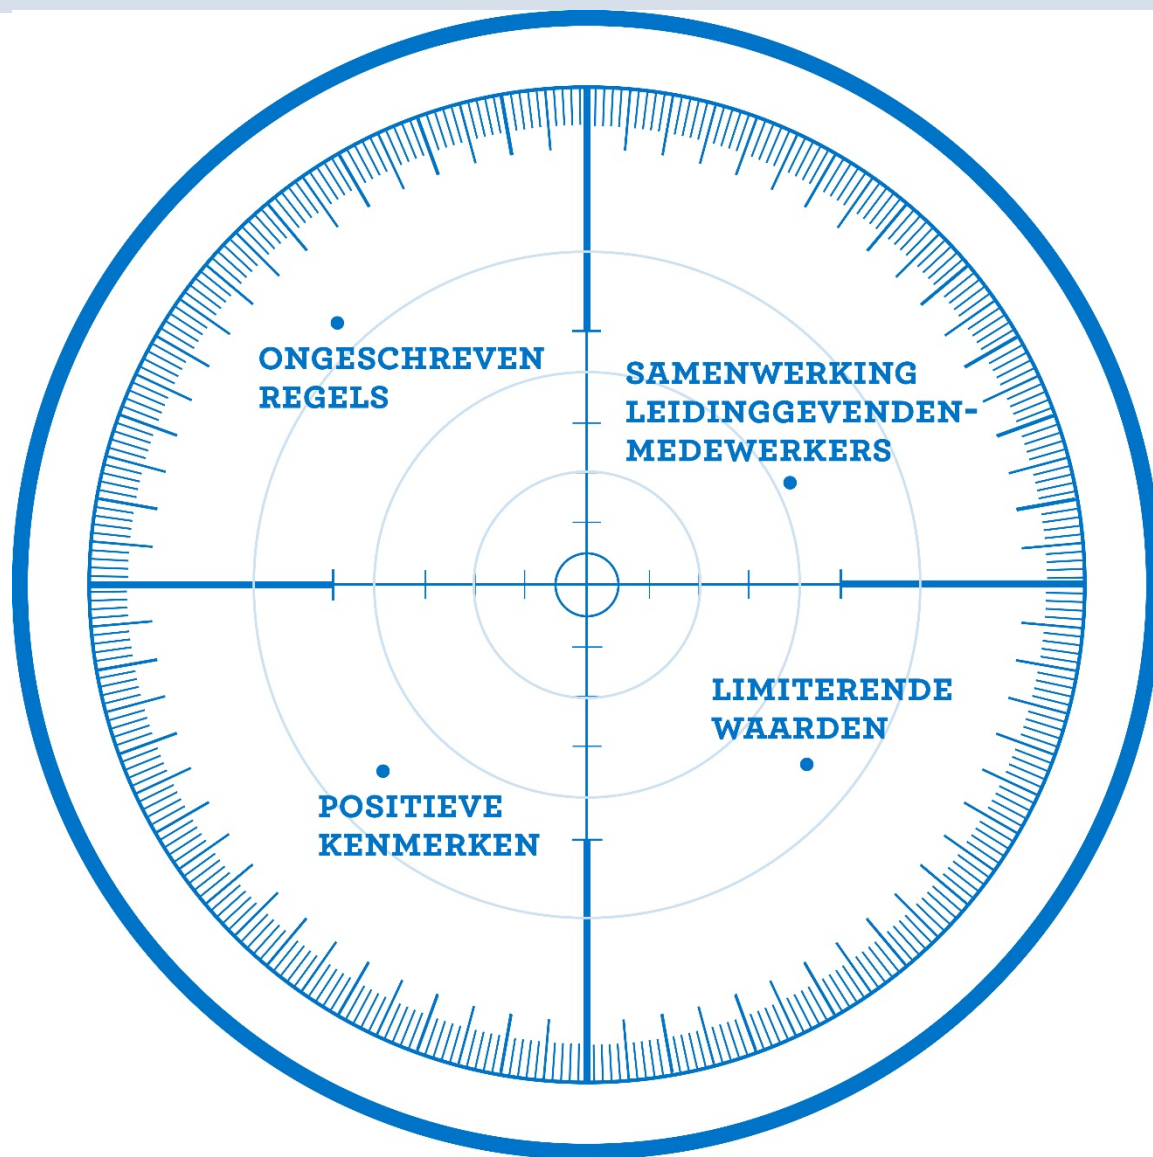 ONGESCHREVEN
REGELS
SAMENWERKING
LEIDINGGEVENDEN-
MEDEWERKERS
LIMITERENDE
WAARDEN
POSITIEVE
KENMERKEN